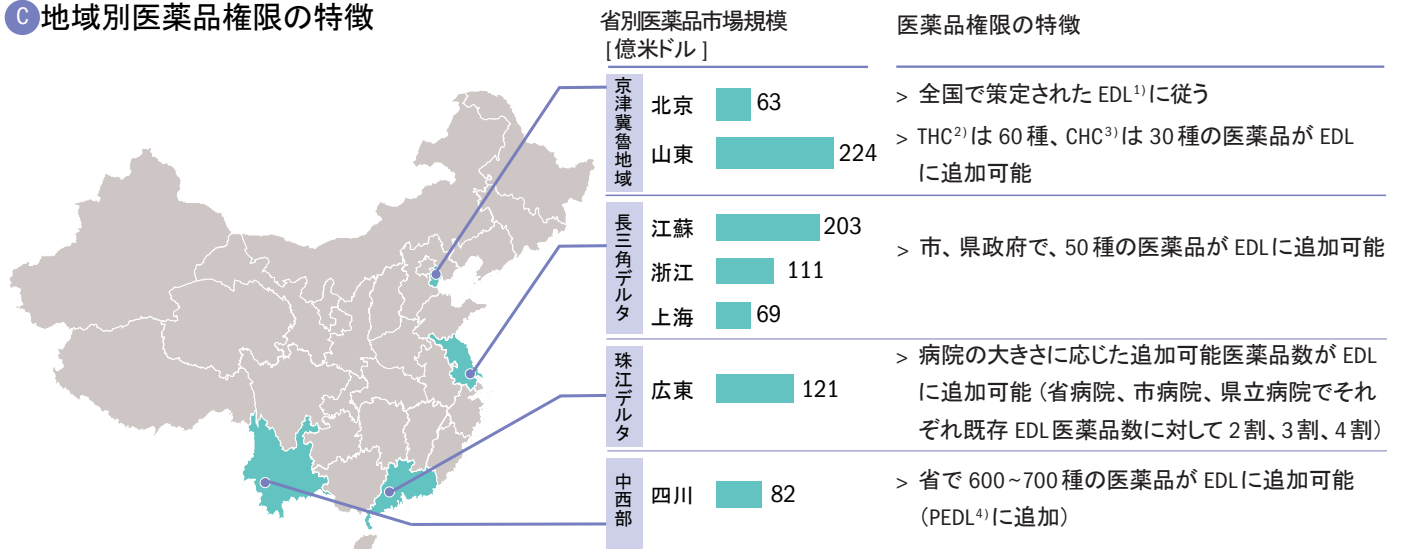 C 地域別医薬品権限の特徴
省別医薬品市場規模
[億米ドル]
医薬品権限の特徴
京津冀魯地域
北京 63
山東 224
> 全国で策定された EDL1)に従う
> THC2)は 60 種、CHC3)は 30 種の医薬品が EDL
に追加可能
長三角デルタ
江蘇 203
浙江 111
上海 69
> 市、県政府で、50 種の医薬品が EDLに追加可能
珠江デルタ
広東 121
> 病院の大きさに応じた追加可能医薬品数が EDL
に追加可能 (省病院、市病院、県立病院でそれ
ぞれ既存 EDL医薬品数に対して 2割、3割、4割)
中西部
四川 82
> 省で 600~700 種の医薬品が EDLに追加可能
(PEDL4)に追加)